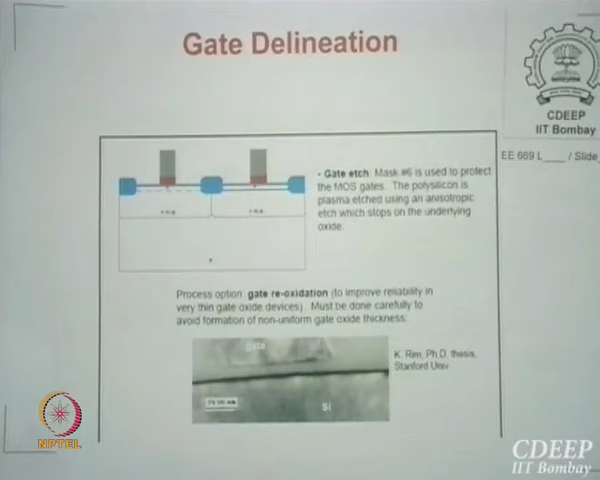 Gate Delineation
CDEEP
IIT Bombay
EE 669 L____ / Slide_
- Gate etch: Mask #6 is used to protect
the MOS gates. The polysilicon is
plasma etched using an anisotropic
etch which stops on the underlying
oxide.
P
Process option: gate re-oxidation (to improve reliability in
very thin gate oxide devices). Must be done carefully to
avoid formation of non-uniform gate oxide thickness:
Gate
Si
K. Rim, Ph.D. thesis,
Stanford Univ.
NPTEL
CDEEP
IIT Bombay